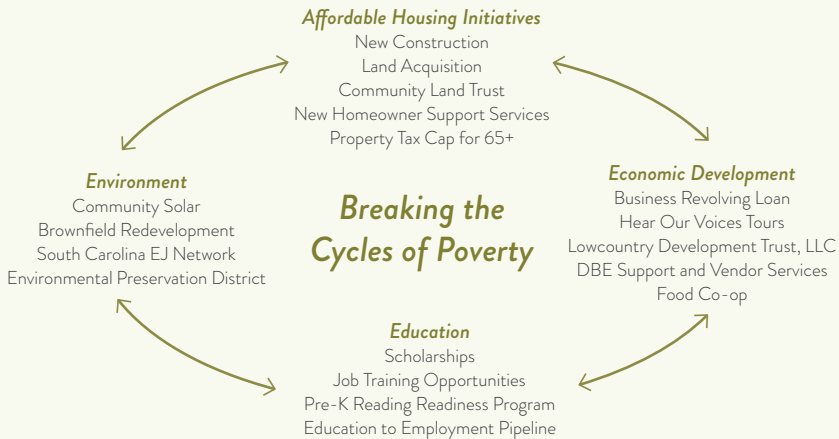 Affordable Housing Initiatives
New Construction
Land Acquisition
Community Land Trust
New Homeowner Support Services
Property Tax Cap for 65+
Environment
Community Solar
Brownfield Redevelopment
South Carolina EJ Network
Environmental Preservation District
Breaking the
Cycles of Poverty
Economic Development
Business Revolving Loan
Hear Our Voices Tours
Lowcountry Development Trust, LLC
DBE Support and Vendor Services
Food Co-op
Education
Scholarships
Job Training Opportunities
Pre-K Reading Readiness Program
Education to Employment Pipeline